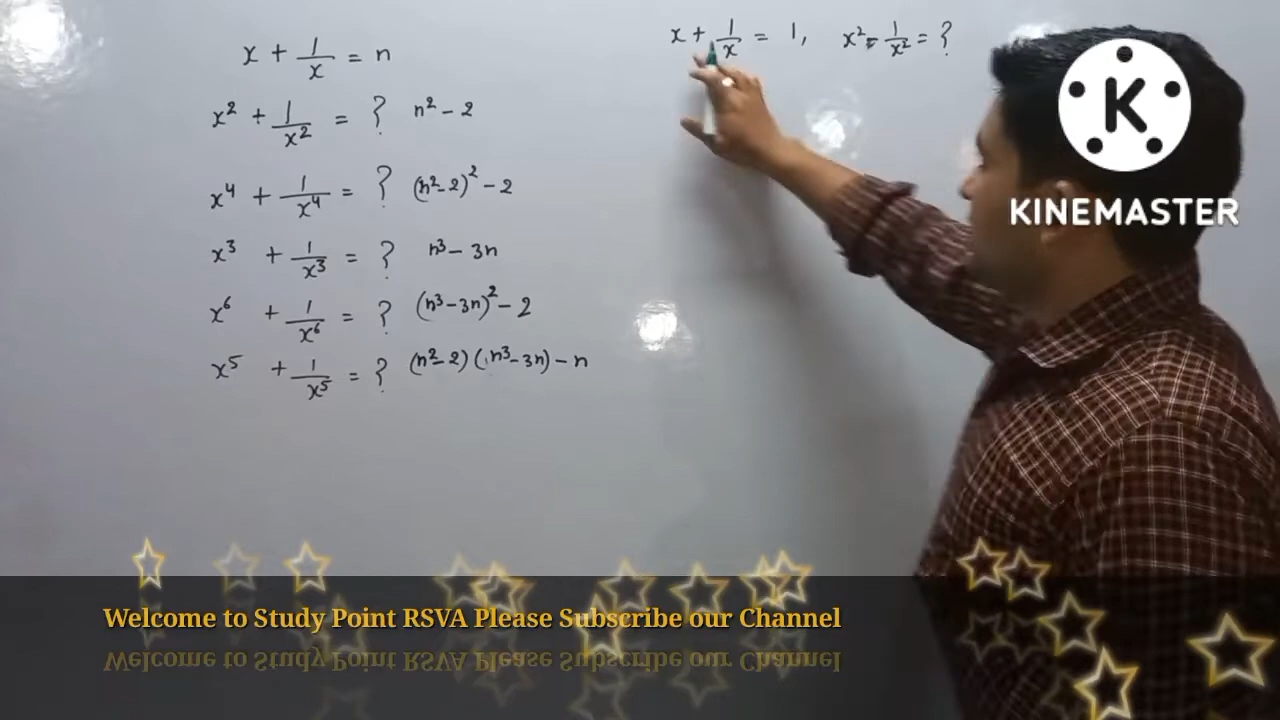 x + 1/x = n
x² + 1/x² = ? n² - 2
x⁴ + 1/x⁴ = ? (n² - 2)² - 2
x³ + 1/x³ = ? n³ - 3n
x⁶ + 1/x⁶ = ? (n³ - 3n)² - 2
x⁵ + 1/x⁵ = ? (n² - 2) (n³ - 3n) - n
x + 1/x = 1, x² - 1/x² = ?
K
KINEMASTER
Welcome to Study Point RSVA Please Subscribe our Channel